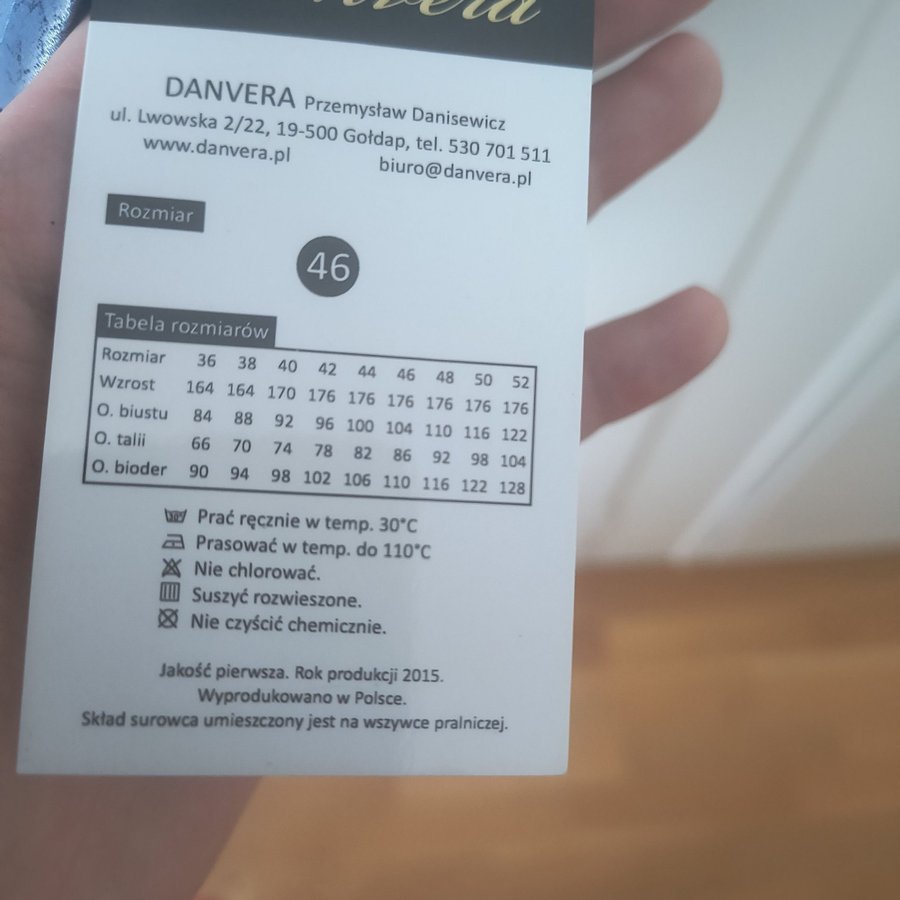 DANVERA Przemysław Danisewicz
ul. Lwowska 2/22, 19-500 Gołdap, tel. 530 701 511
www.danvera.pl biuro@danvera.pl
Rozmiar
46
Tabela rozmiarów
Rozmiar 36 38 40 42 44 46 48 50 52
Wzrost 164 164 170 176 176 176 176 176 176
O. biustu 84 88 92 96 100 104 110 116 122
O. talii 66 70 74 78 82 86 92 98 104
O. bioder 90 94 98 102 106 110 116 122 128
Prać ręcznie w temp. 30°C
Prasować w temp. do 110°C
Nie chlorować.
Suszyć rozwieszone.
Nie czyścić chemicznie.
Jakość pierwsza. Rok produkcji 2015.
Wyprodukowano w Polsce.
Skład surowca umieszczony jest na wszywce pralniczej.